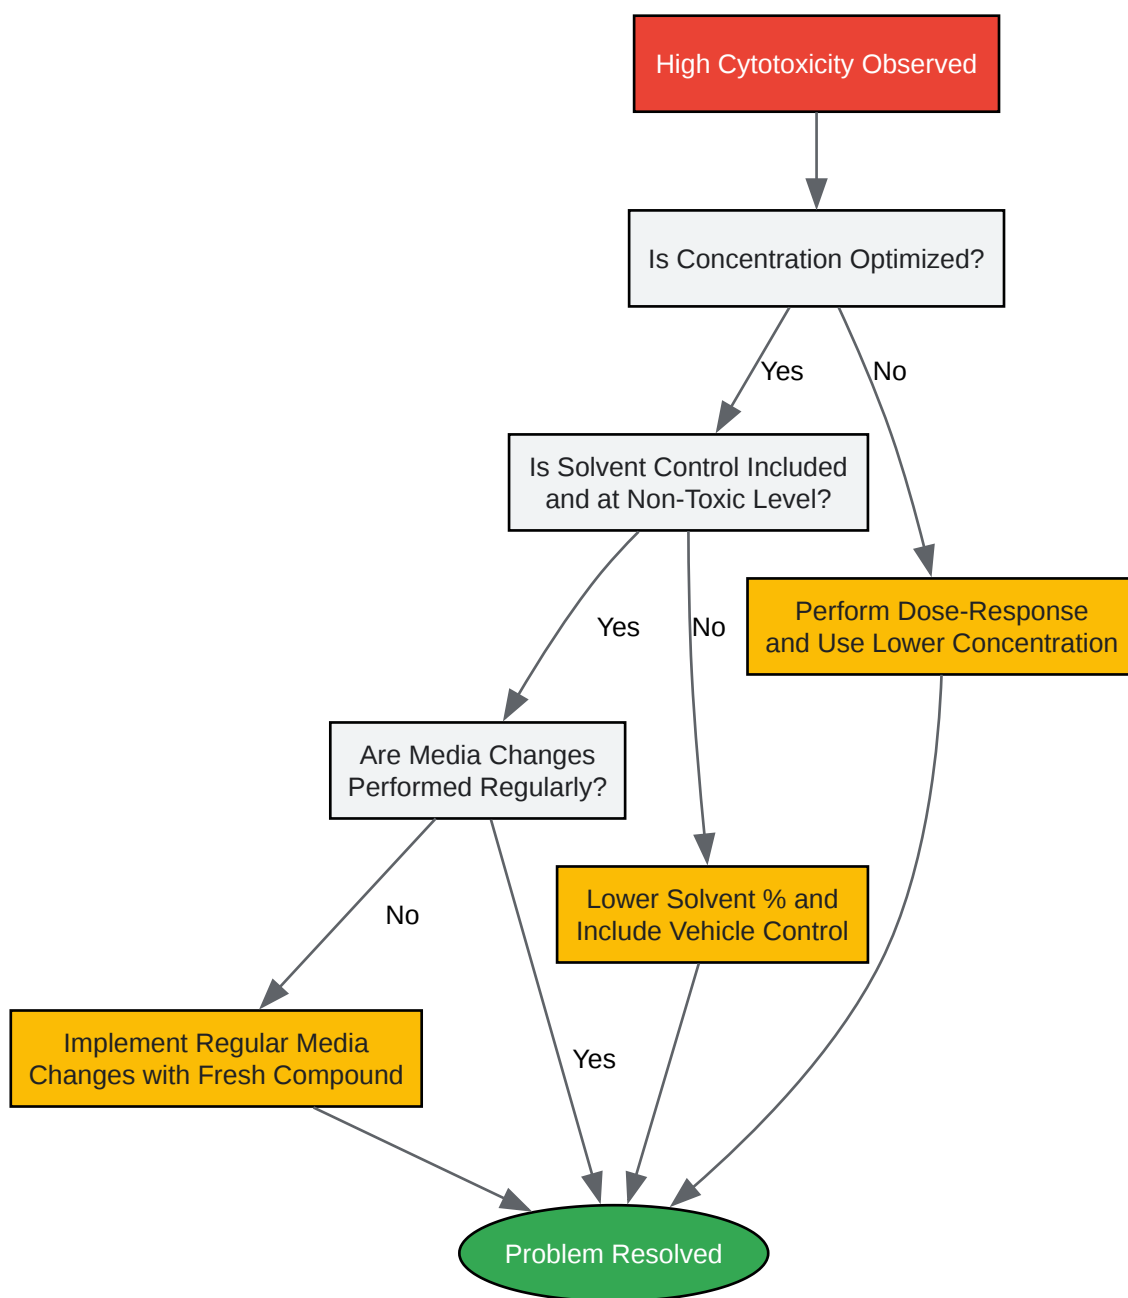 High Cytotoxicity Observed
Is Concentration Optimized?
Yes
No
Is Solvent Control Included
and at Non-Toxic Level?
Perform Dose-Response
and Use Lower Concentration
Yes
No
Are Media Changes
Performed Regularly?
Lower Solvent % and
Include Vehicle Control
No
Implement Regular Media
Changes with Fresh Compound
Yes
Problem Resolved